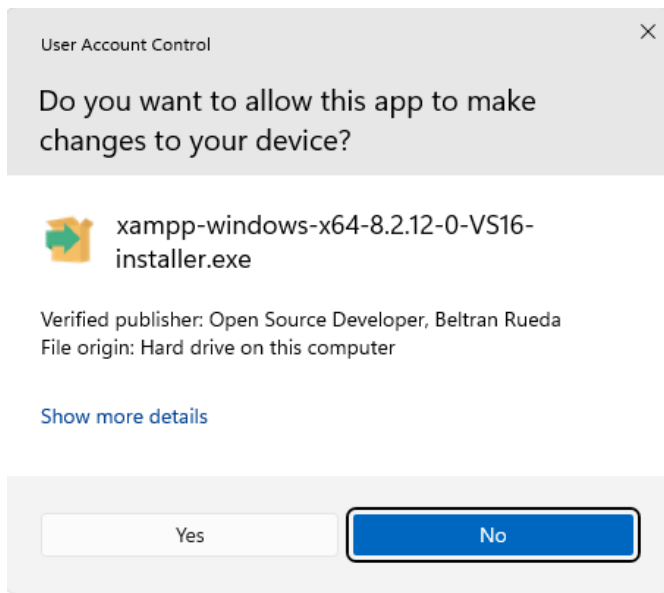 User Account Control
Do you want to allow this app to make
changes to your device?
xampp-windows-x64-8.2.12-0-VS16-
installer.exe
Verified publisher: Open Source Developer, Beltran Rueda
File origin: Hard drive on this computer
Show more details
Yes
No